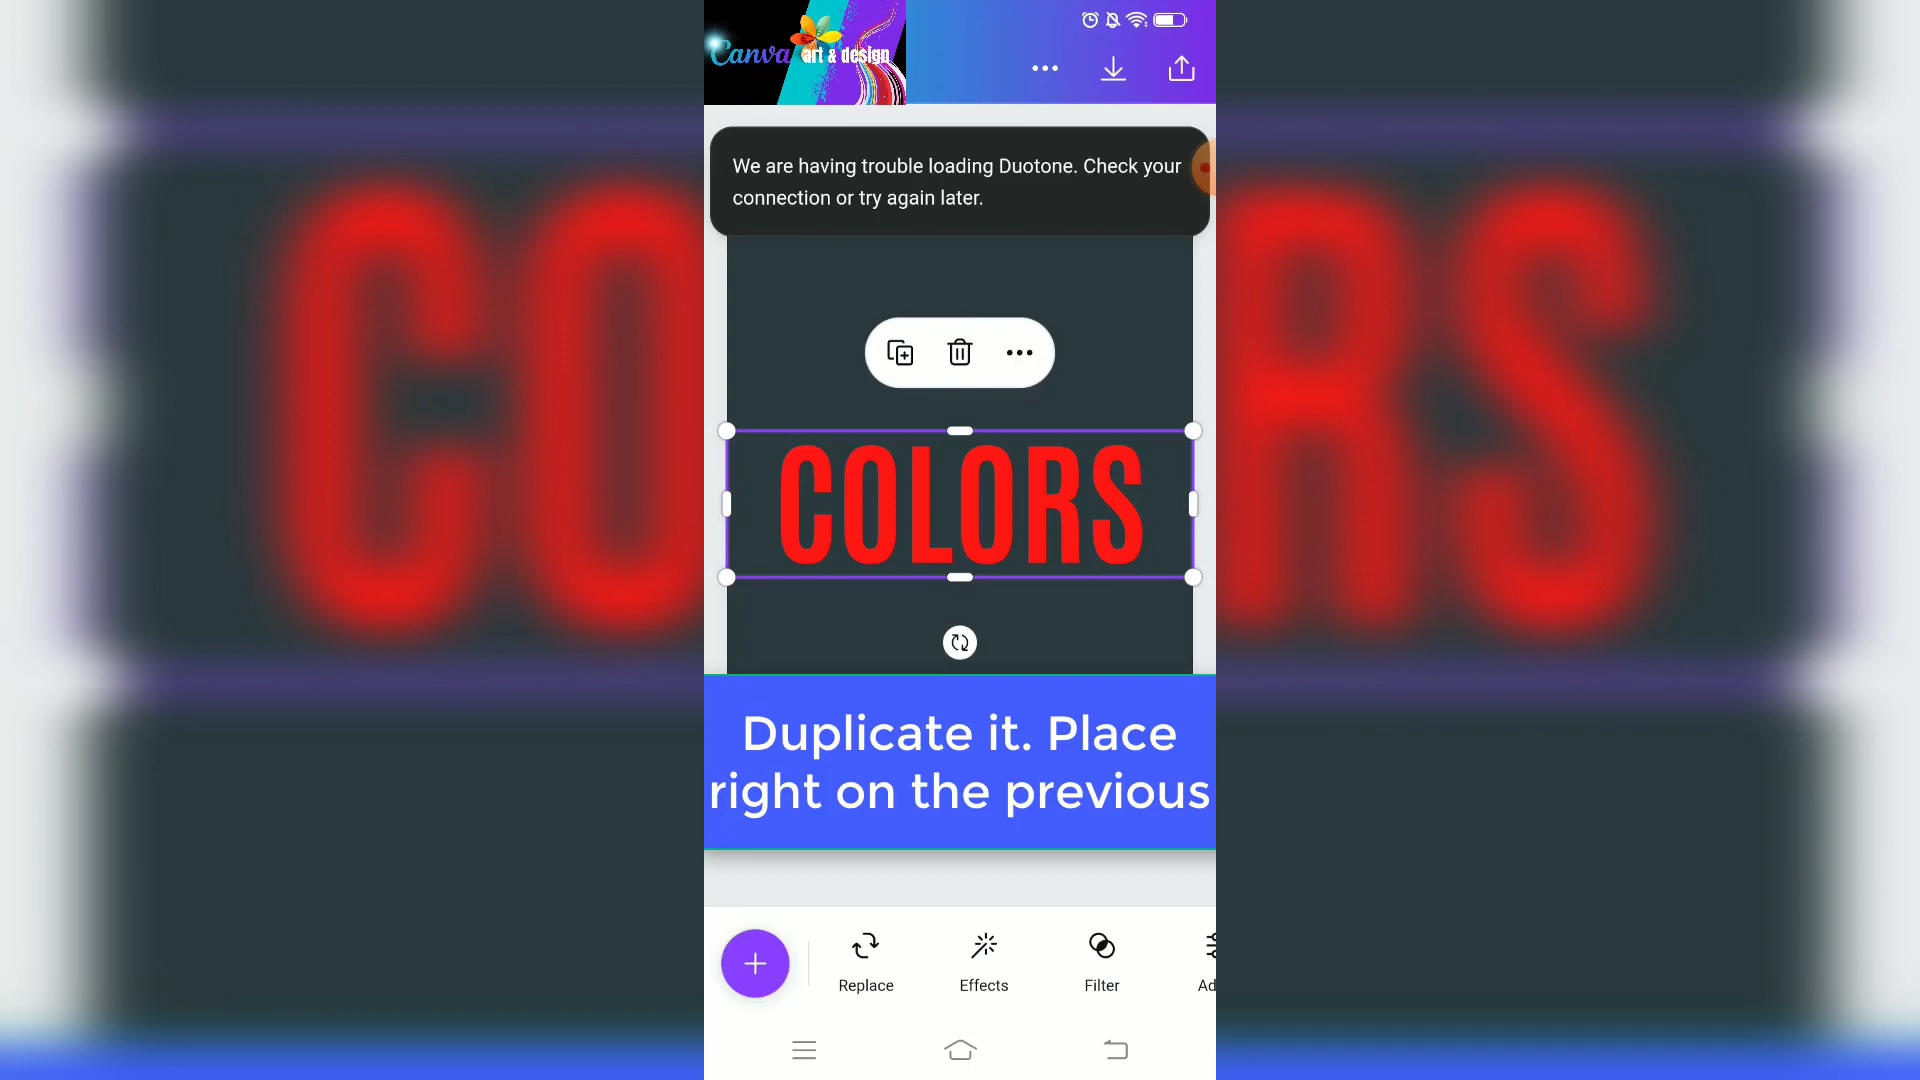 Canva art & design
We are having trouble loading Duotone. Check your
connection or try again later.
COLORS
Duplicate it. Place
right on the previous
Replace Effects Filter Ad